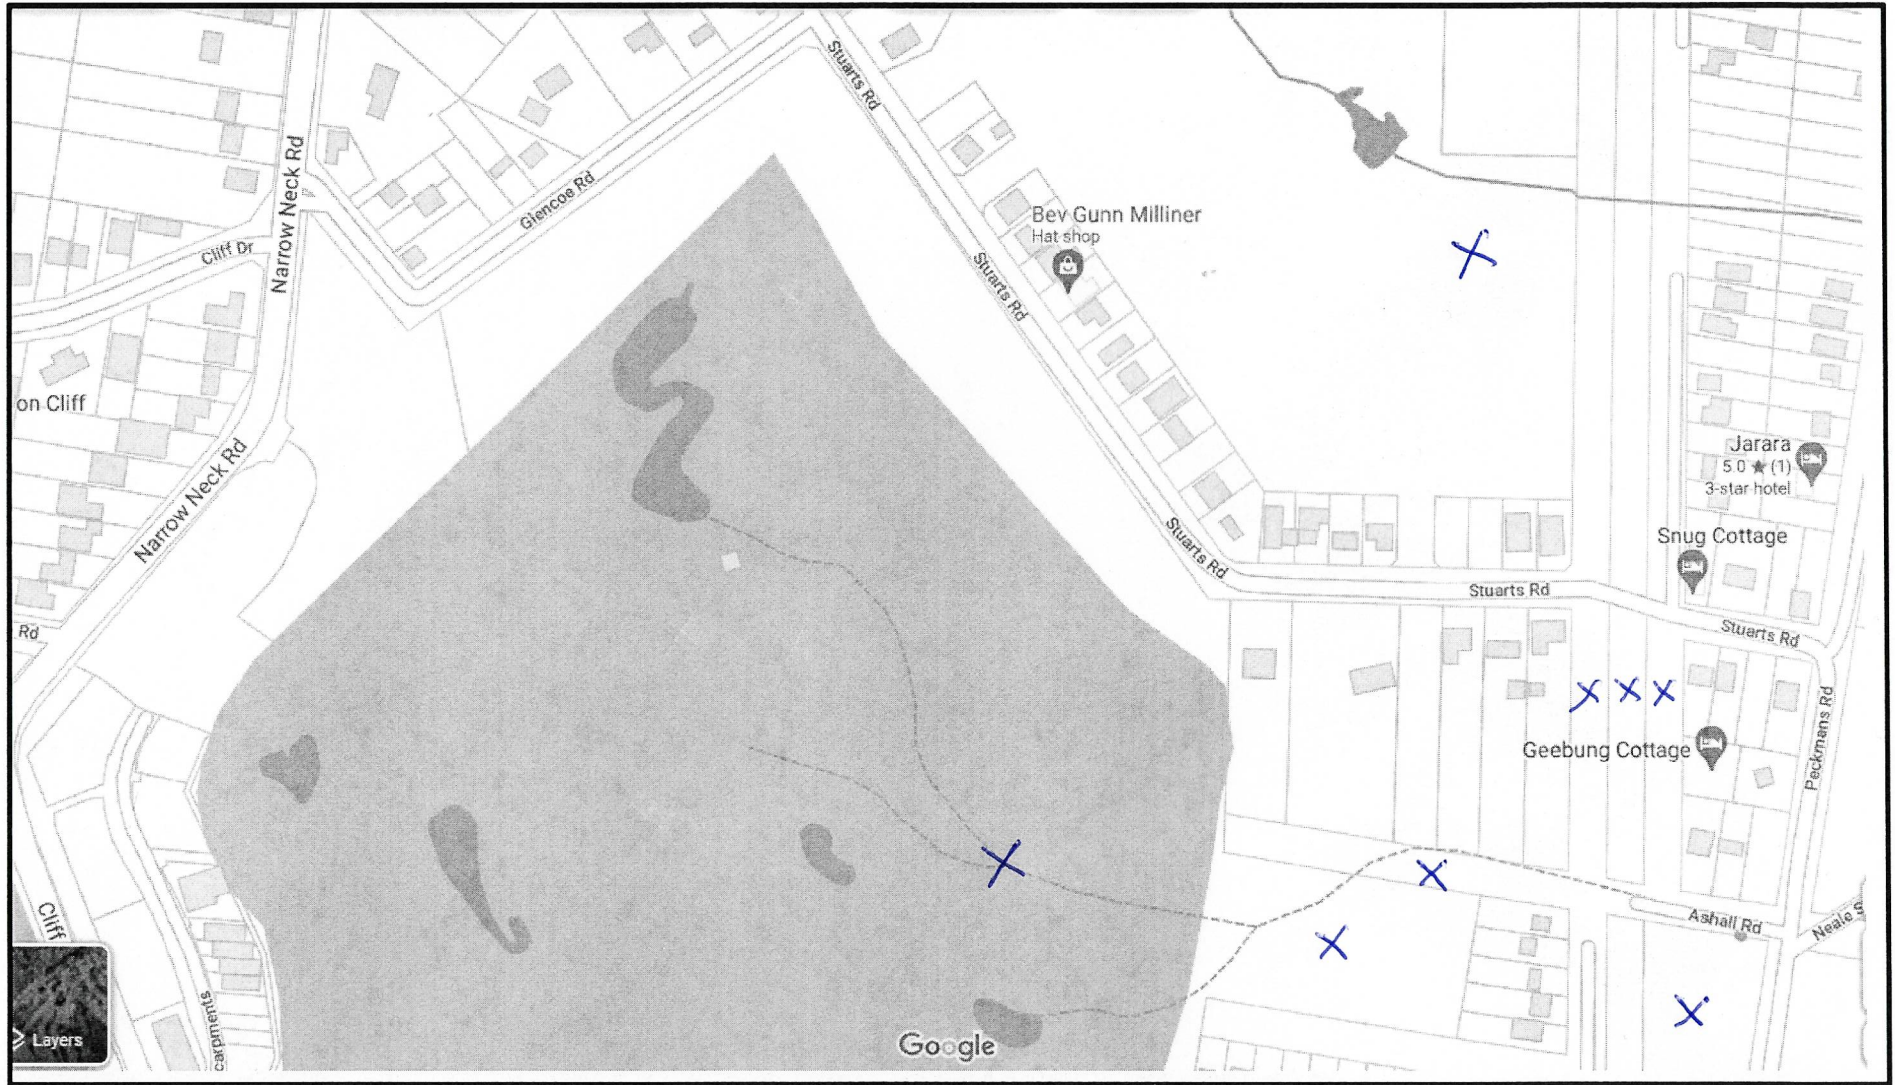 Stuarts Rd
Narrow Neck Rd
Glencoe Rd
Cliff Dr
Bev Gunn Milliner
Hat shop
Stuarts Rd
on Cliff
Narrow Neck Rd
Jarara
5.0 ★ (1)
3-star hotel
Stuarts Rd
Snug Cottage
Stuarts Rd
Rd
Stuarts Rd
X X X
Geebung Cottage
Peckmans Rd
Ashall Rd
Neale S
Cliff
carpments
Layers
Google